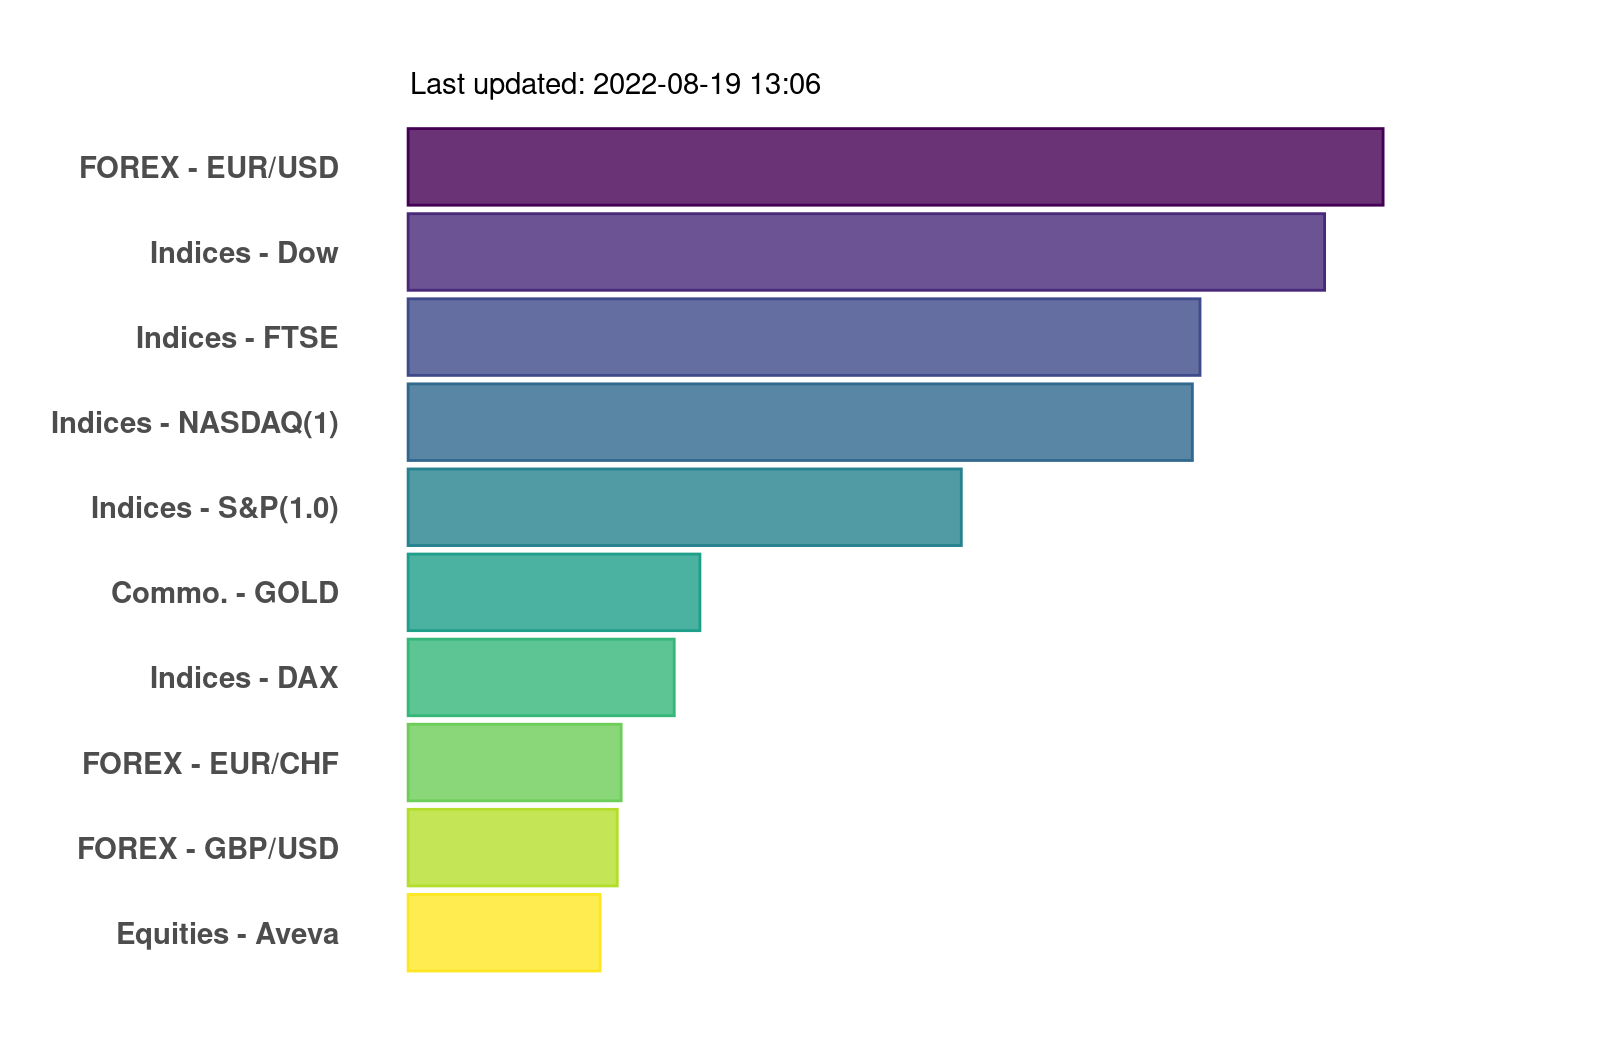 Last updated: 2022-08-19 13:06
FOREX - EUR/USD
Indices - Dow
Indices - FTSE
Indices - NASDAQ(1)
Indices - S&P(1.0)
Commo. - GOLD
Indices - DAX
FOREX - EUR/CHF
FOREX - GBP/USD
Equities - Aveva